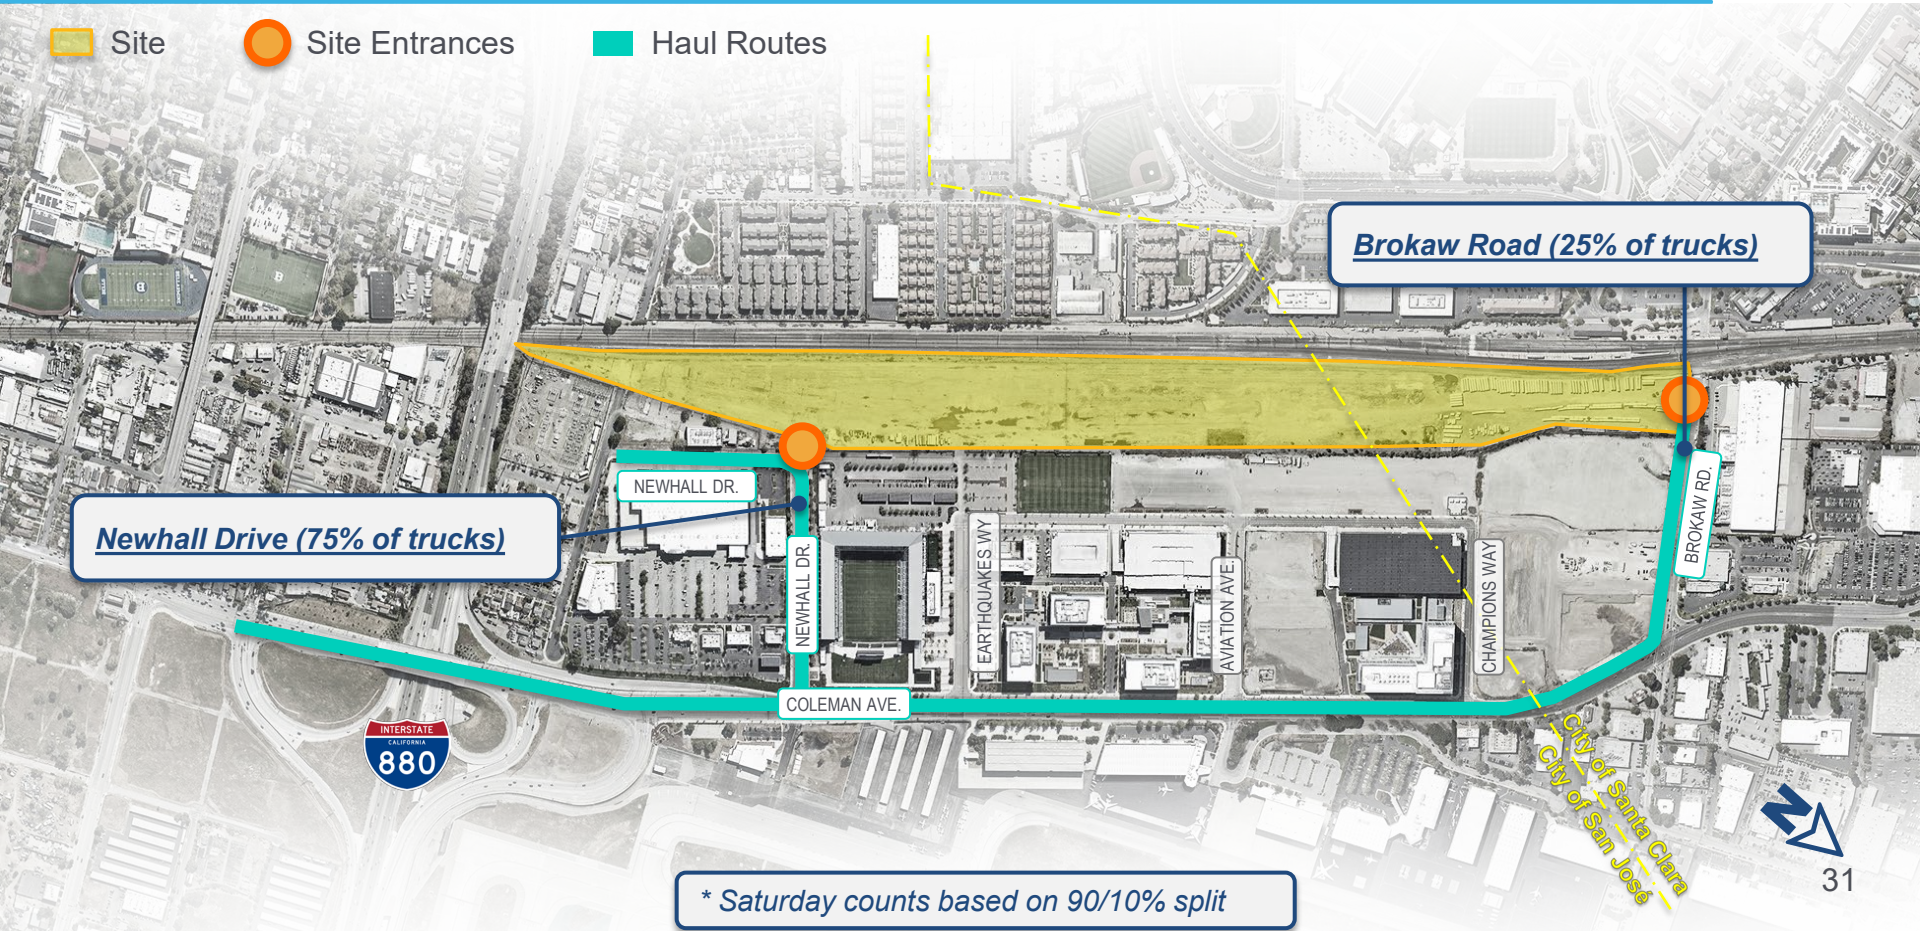 Site
Site Entrances
Haul Routes
Brokaw Road (25% of trucks)
B
B
NEWHALL DR.
BROKAW RD.
Newhall Drive (75% of trucks)
NEWHALL DR.
EARTHQUAKES WY
AVIATION AVE.
CHAMPIONS WAY
COLEMAN AVE.
INTERSTATE
CALIFORNIA
880
City of Santa Clara
City of San José
N
31
* Saturday counts based on 90/10% split